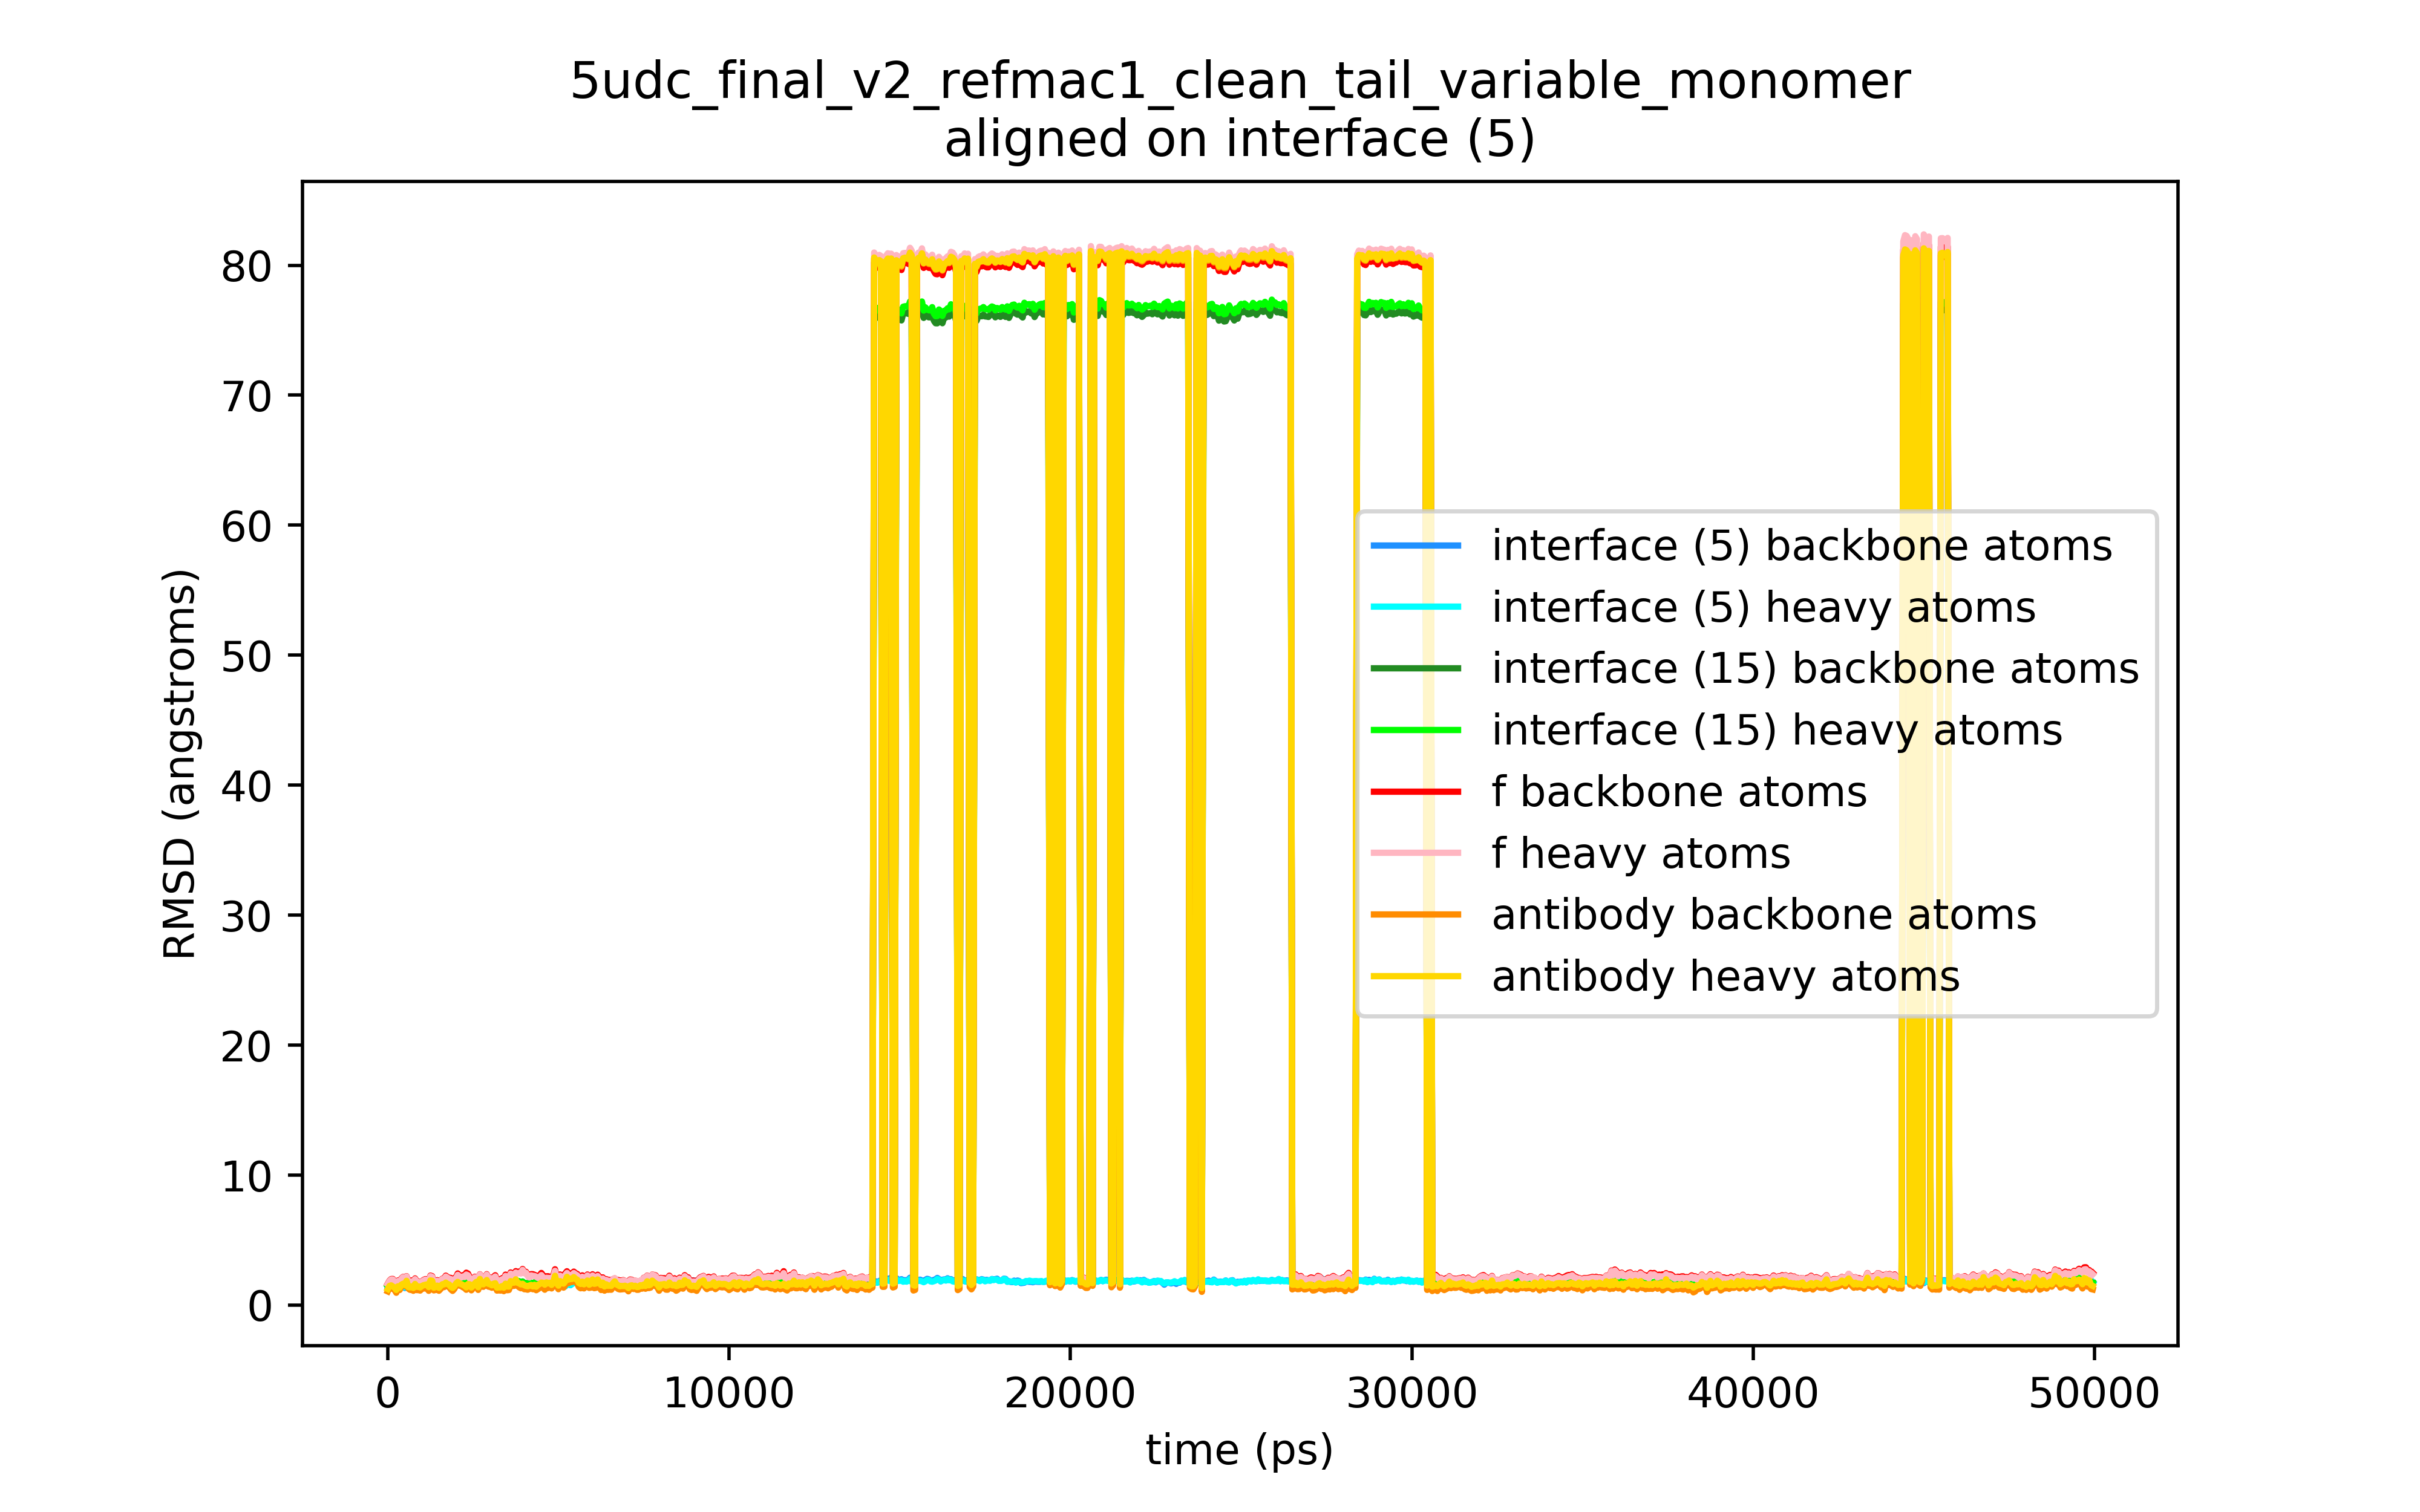 5udc_final_v2_refmac1_clean_tail_variable_monomer
aligned on interface (5)
RMSD (angstroms)
80
70
60
50
40
30
20
10
0
interface (5) backbone atoms
interface (5) heavy atoms
interface (15) backbone atoms
interface (15) heavy atoms
f backbone atoms
f heavy atoms
antibody backbone atoms
antibody heavy atoms
0 10000 20000 30000 40000 50000
time (ps)